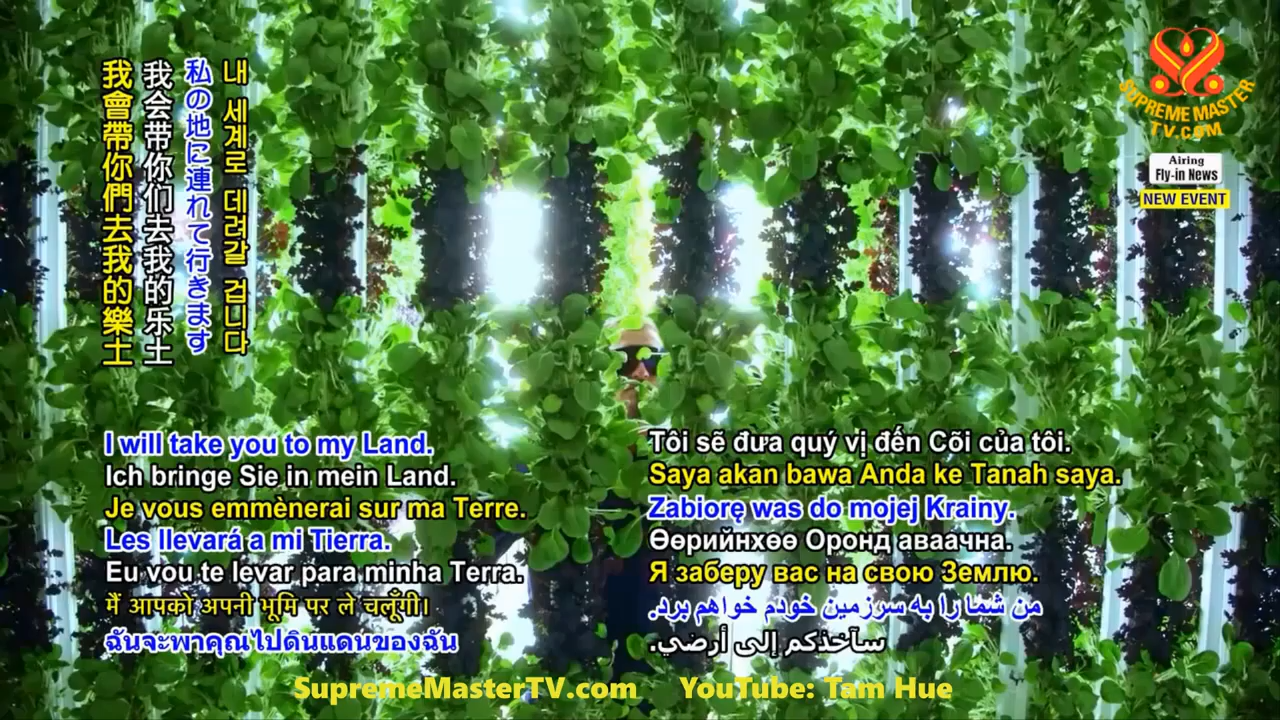 我會帶你們去我的樂土
我会带你们去我的乐土
私の地に連れて行きます
내 세계로 데려갈 겁니다
SUPREME MASTER
TV.COM
Airing
Fly-in News
NEW EVENT
I will take you to my Land.
Ich bringe Sie in mein Land.
Je vous emmènerai sur ma Terre.
Les llevará a mi Tierra.
Eu vou te levar para minha Terra.
मैं आपको अपनी भूमि पर ले चलूँगी।
ฉันจะพาคุณไปดินแดนของฉัน
Tôi sẽ đưa quý vị đến Cõi của tôi.
Saya akan bawa Anda ke Tanah saya.
Zabiorę was do mojej Krainy.
Өөрийнхөө Оронд аваачна.
Я заберу вас на свою Землю.
من شما را به سرزمین خودم خواهم برد.
سآخذكم إلى أرضي.
SupremeMasterTV.com YouTube: Tam Hue